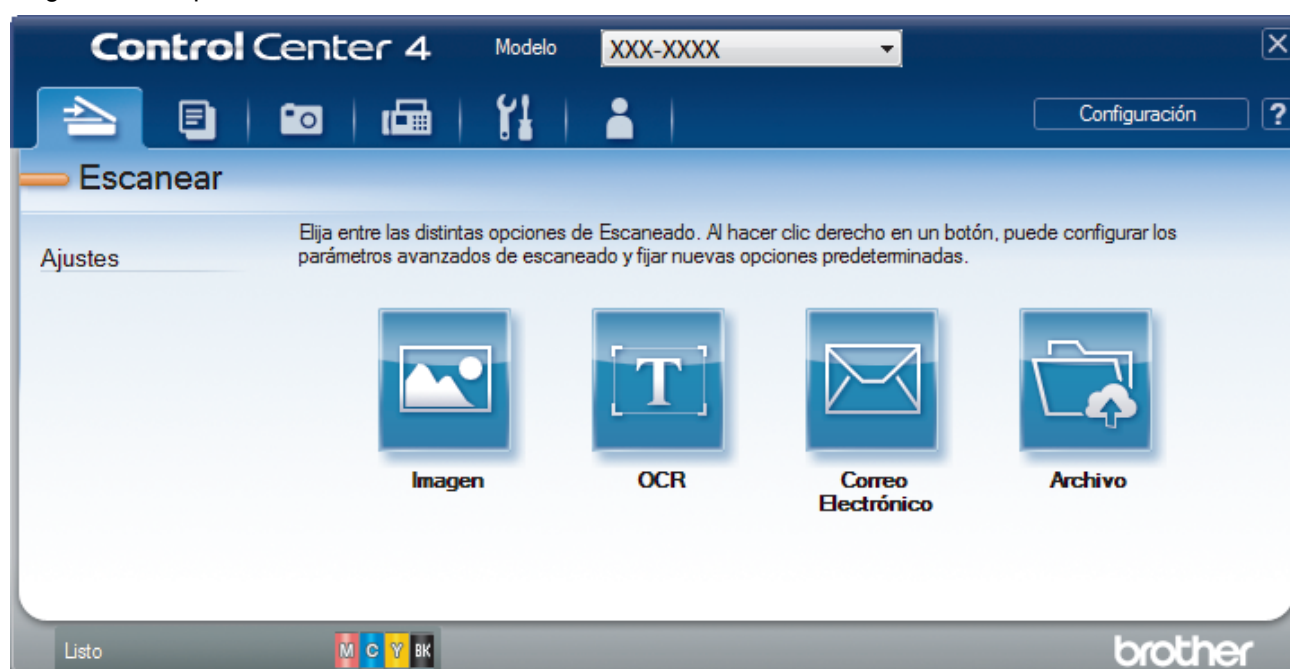 Control Center 4 Modelo XXX-XXXX
Configuración ?
Escanear
Ajustes
Elija entre las distintas opciones de Escaneado. Al hacer clic derecho en un botón, puede configurar los
parámetros avanzados de escaneado y fijar nuevas opciones predeterminadas.
T
Imagen OCR Correo Archivo
Electrónico
Listo M C Y BK brother